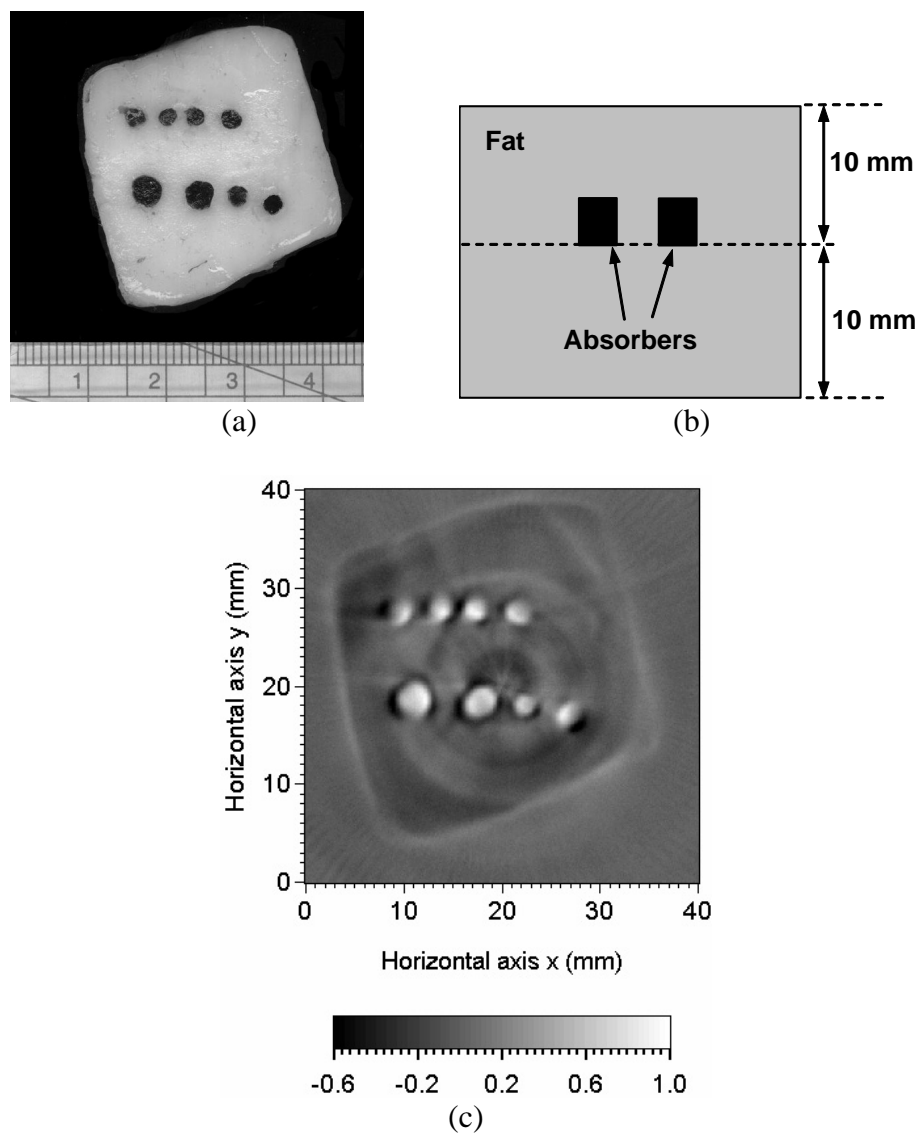 1 2 3 4
(a)
Fat
10 mm
10 mm
Absorbers
(b)
40
30
20
10
0
Horizontal axis y (mm)
0 10 20 30 40
Horizontal axis x (mm)
-0.6 -0.2 0.2 0.6 1.0
(c)